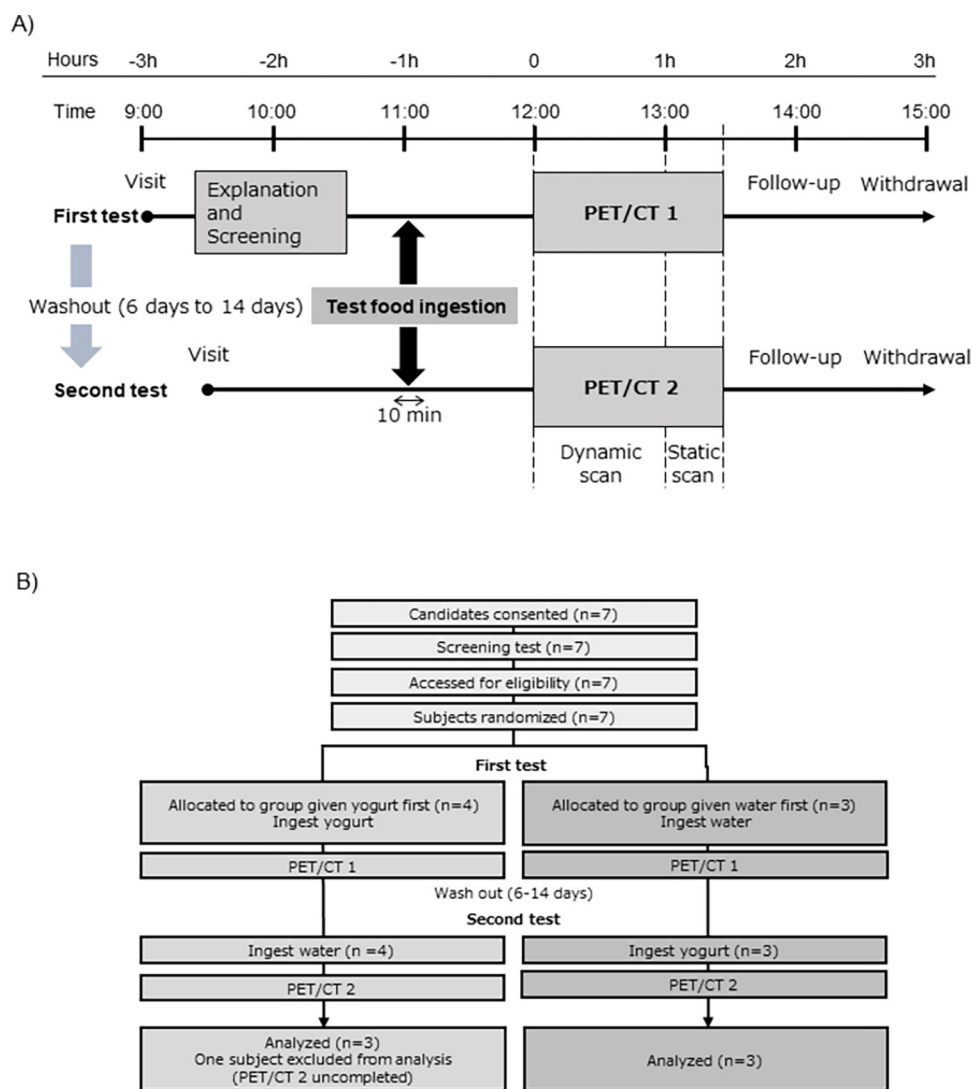 A)
Hours -3h -2h -1h 0 1h 2h 3h
Time 9:00 10:00 11:00 12:00 13:00 14:00 15:00
Visit
Explanation
and
Screening
PET/CT 1
Follow-up Withdrawal
First test
Washout (6 days to 14 days)
Test food ingestion
Visit
PET/CT 2
Follow-up Withdrawal
Second test
10 min
Dynamic
scan
Static
scan
B)
Candidates consented (n=7)
Screening test (n=7)
Accessed for eligibility (n=7)
Subjects randomized (n=7)
First test
Allocated to group given yogurt first (n=4)
Ingest yogurt
Allocated to group given water first (n=3)
Ingest water
PET/CT 1
PET/CT 1
Wash out (6-14 days)
Second test
Ingest water (n =4)
Ingest yogurt (n=3)
PET/CT 2
PET/CT 2
Analyzed (n=3)
One subject excluded from analysis
(PET/CT 2 uncompleted)
Analyzed (n=3)